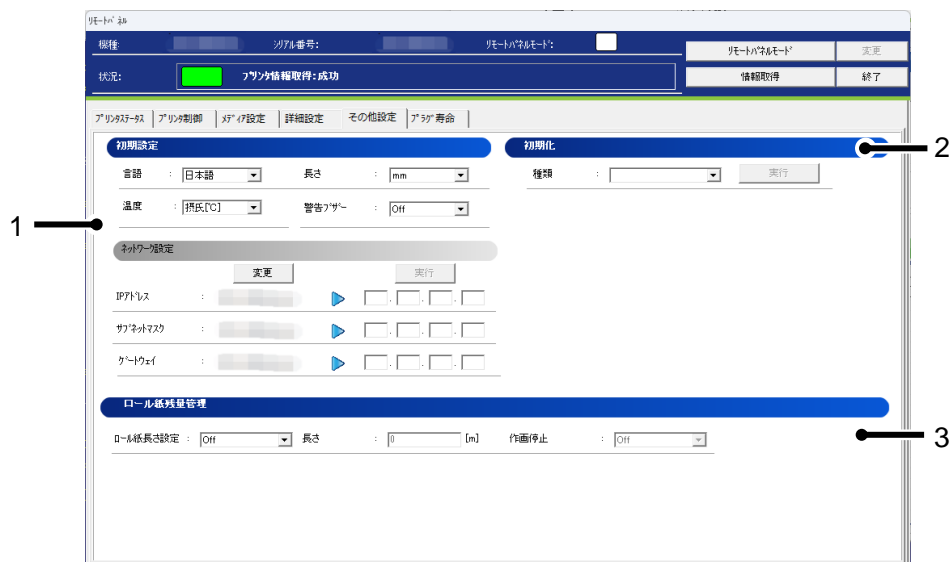 ﾘﾓｰﾄﾊﾟﾈﾙ
機種:
ｼﾘｱﾙ番号:
ﾘﾓｰﾄﾊﾟﾈﾙﾓｰﾄﾞ:
ﾘﾓｰﾄﾊﾟﾈﾙﾓｰﾄﾞ
変更
状況:
ﾌﾟﾘﾝﾀ情報取得:成功
情報取得
終了
ﾌﾟﾘﾝﾀｽﾃｰﾀｽ ﾌﾟﾘﾝﾀ制御 ﾒﾃﾞｨｱ設定 詳細設定 その他設定 ﾌﾟﾗｸﾞ寿命
初期設定
初期化
2
言語 : 日本語
長さ : mm
種類 :
実行
温度 : 摂氏[℃]
警告ﾌﾞｻﾞｰ : Off
1
ﾈｯﾄﾜｰｸ設定
変更
実行
IPｱﾄﾞﾚｽ : . . .
ｻﾌﾞﾈｯﾄﾏｽｸ : . . .
ｹﾞｰﾄｳｪｲ : . . .
ロール紙残量管理
ﾛｰﾙ紙長さ設定 : Off
長さ : 0 [m]
作画停止 : Off
3